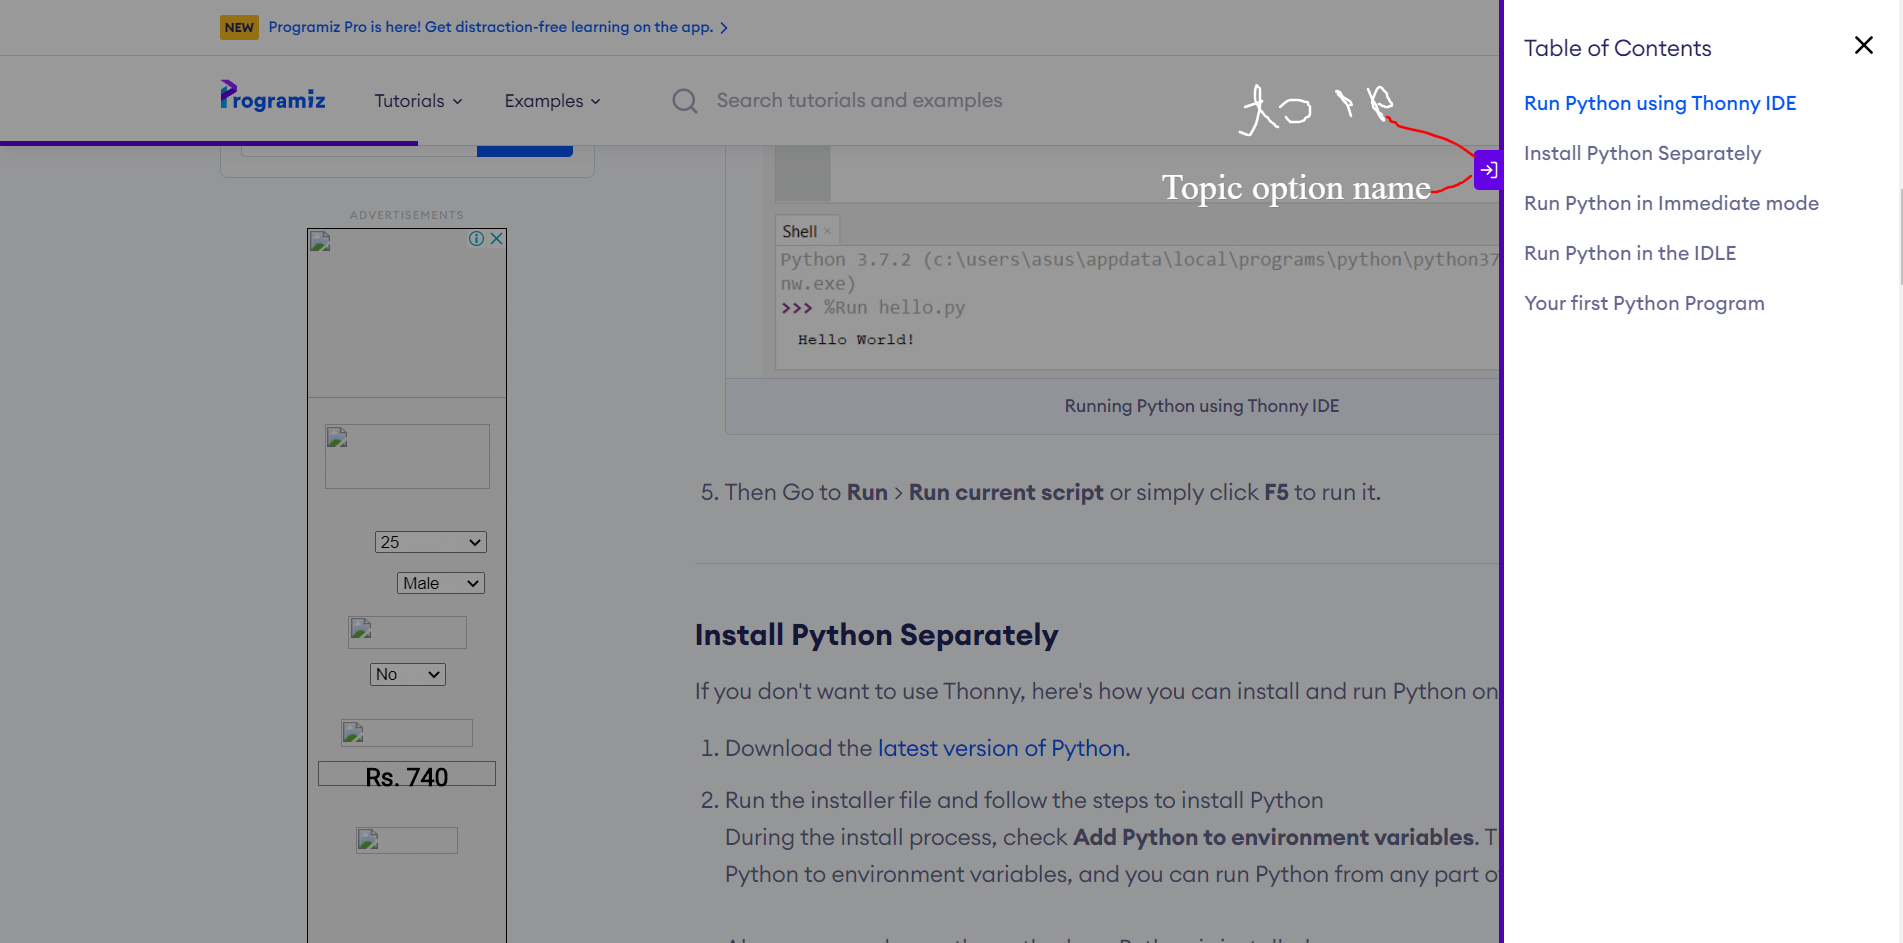 NEW Programiz Pro is here! Get distraction-free learning on the app.
Programiz Tutorials Examples Search tutorials and examples
ADVERTISEMENTS
25
Male
No
Rs. 740
Topic option name
Shell ×
Python 3.7.2 (c:\users\asus\appdata\local\programs\python\python37
nw.exe)
>>> %Run hello.py
Hello World!
Running Python using Thonny IDE
5. Then Go to Run > Run current script or simply click F5 to run it.
Install Python Separately
If you don't want to use Thonny, here's how you can install and run Python on
1. Download the latest version of Python.
2. Run the installer file and follow the steps to install Python
During the install process, check Add Python to environment variables.
Python to environment variables, and you can run Python from any part
Table of Contents
Run Python using Thonny IDE
Install Python Separately
Run Python in Immediate mode
Run Python in the IDLE
Your first Python Program